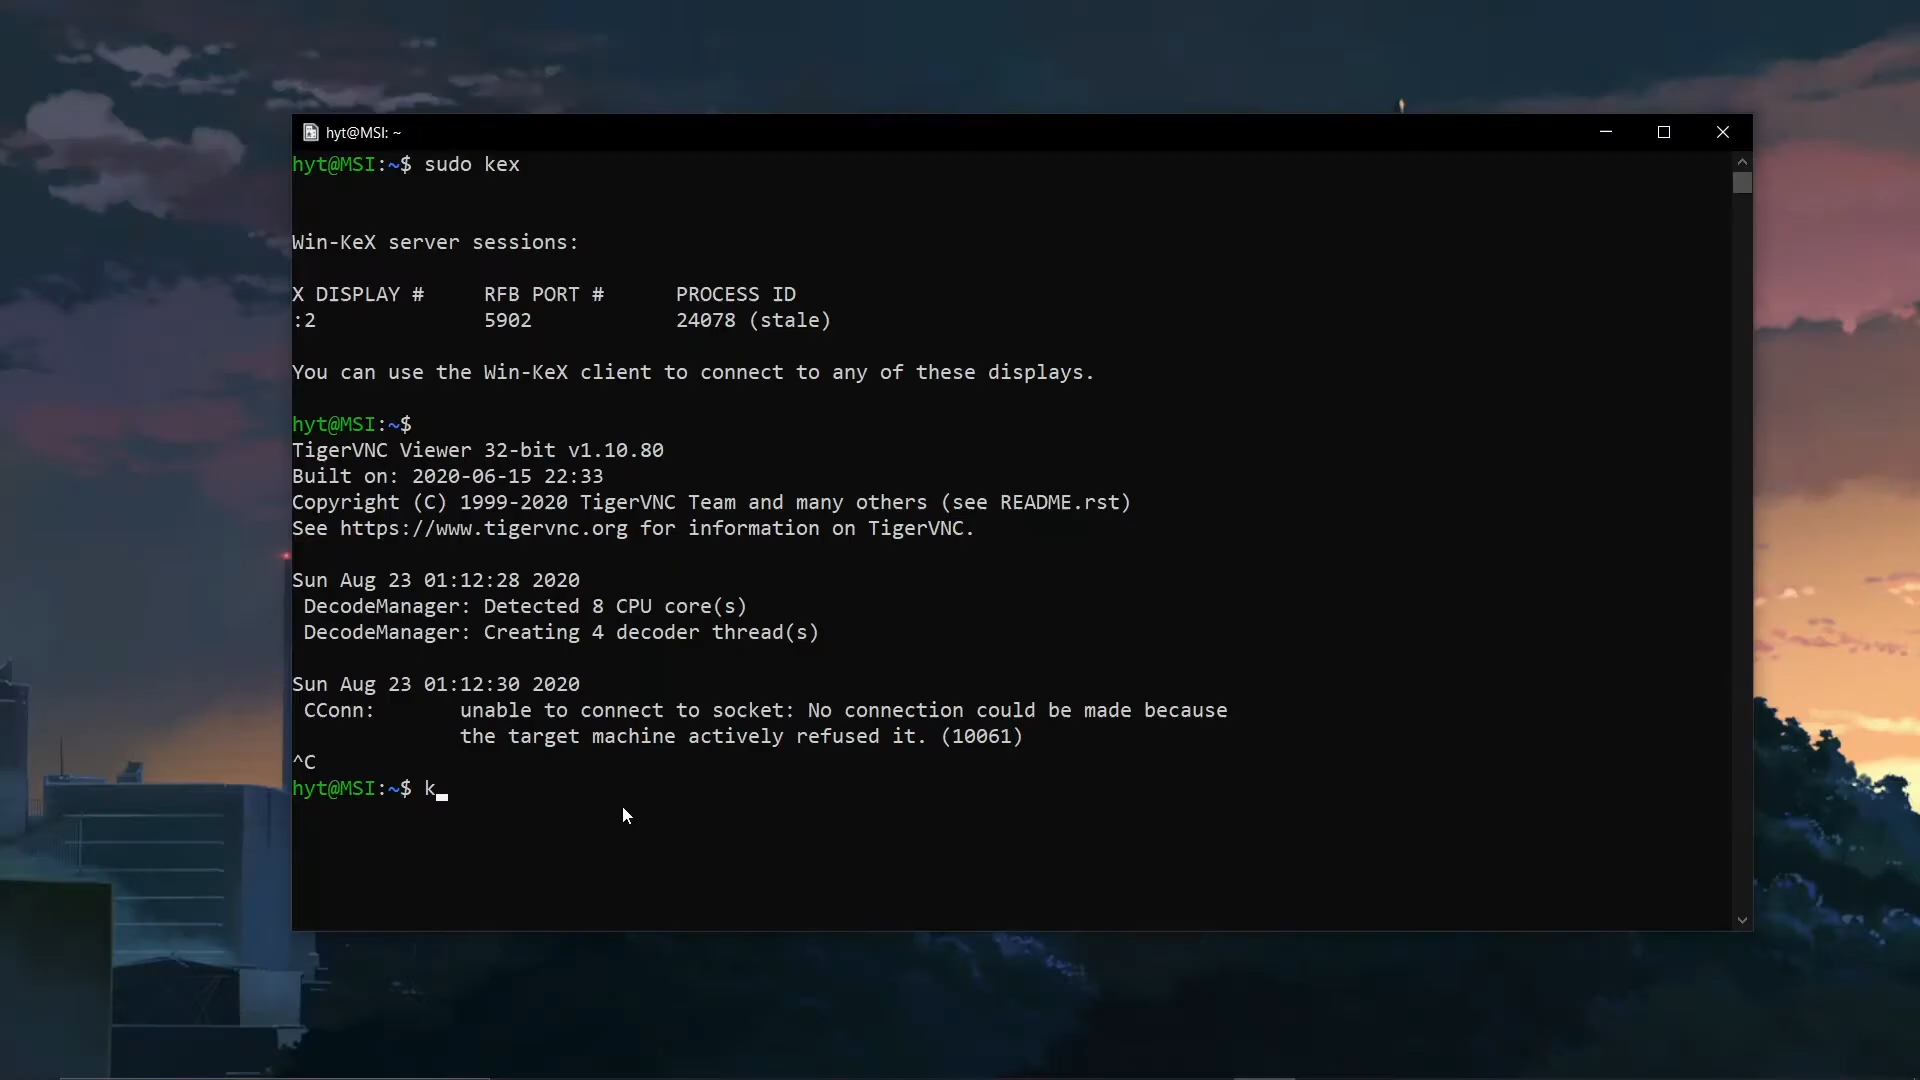 hyt@MSI: ~
hyt@MSI:~$ sudo kex
Win-KeX server sessions:
X DISPLAY # RFB PORT # PROCESS ID
:2 5902 24078 (stale)
You can use the Win-KeX client to connect to any of these displays.
hyt@MSI:~$
TigerVNC Viewer 32-bit v1.10.80
Built on: 2020-06-15 22:33
Copyright (C) 1999-2020 TigerVNC Team and many others (see README.rst)
See https://www.tigervnc.org for information on TigerVNC.
Sun Aug 23 01:12:28 2020
DecodeManager: Detected 8 CPU core(s)
DecodeManager: Creating 4 decoder thread(s)
Sun Aug 23 01:12:30 2020
CConn: unable to connect to socket: No connection could be made because
the target machine actively refused it. (10061)
^C
hyt@MSI:~$ k